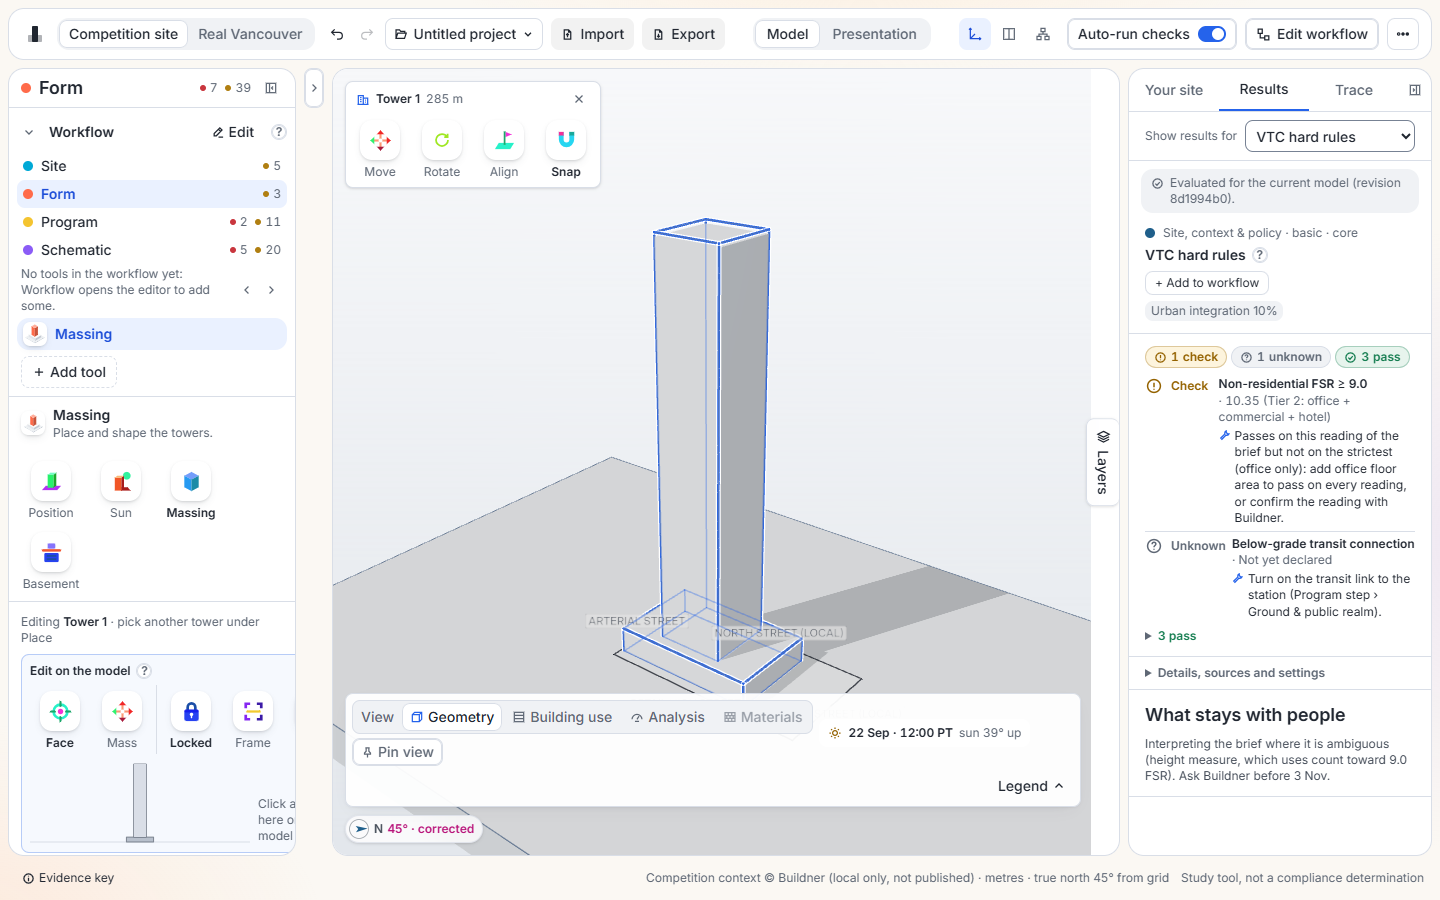 Competition site
Real Vancouver
Untitled project
Import
Export
Model
Presentation
Auto-run checks
Edit workflow
Form
7
39
Workflow
Edit
?
Site
5
Form
3
Program
2
11
Schematic
5
20
No tools in the workflow yet:
Workflow opens the editor to add
some.
Massing
+ Add tool
Massing
Place and shape the towers.
Position
Sun
Massing
Basement
Editing Tower 1 · pick another tower under
Place
Edit on the model
?
Face
Mass
Locked
Frame
Click a
here o
model
Tower 1 285 m
Move
Rotate
Align
Snap
ARTERIAL STREET
NORTH STREET (LOCAL)
Layers
View
Geometry
Building use
Analysis
Materials
22 Sep · 12:00 PT sun 39° up
Pin view
Legend
N 45° · corrected
Your site
Results
Trace
Show results for
VTC hard rules
Evaluated for the current model (revision
8d1994b0).
Site, context & policy · basic · core
VTC hard rules
?
+ Add to workflow
Urban integration 10%
1 check
1 unknown
3 pass
Check
Non-residential FSR ≥ 9.0
· 10.35 (Tier 2: office +
commercial + hotel)
Passes on this reading of the
brief but not on the strictest
(office only): add office floor
area to pass on every reading,
or confirm the reading with
Buildner.
Unknown
Below-grade transit connection
· Not yet declared
Turn on the transit link to the
station (Program step ›
Ground & public realm).
3 pass
Details, sources and settings
What stays with people
Interpreting the brief where it is ambiguous
(height measure, which uses count toward 9.0
FSR). Ask Buildner before 3 Nov.
Evidence key
Competition context © Buildner (local only, not published) · metres · true north 45° from grid
Study tool, not a compliance determination